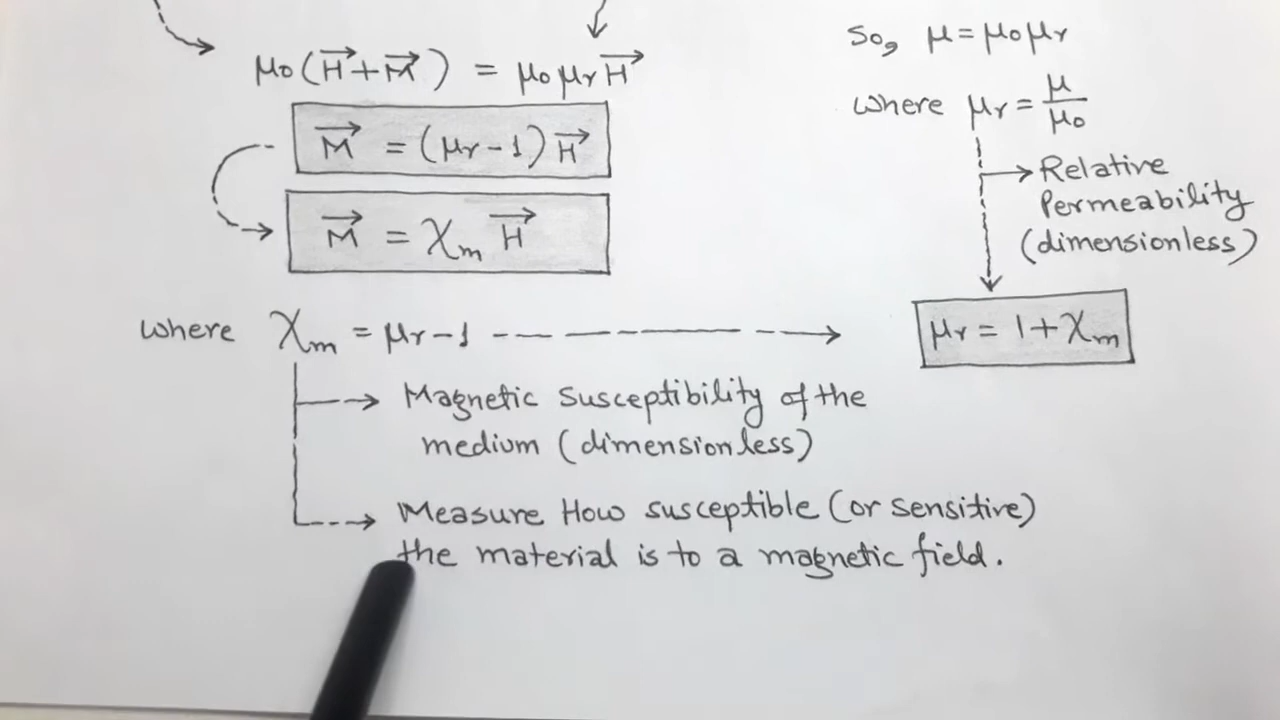 μ₀(H⃗+M⃗) = μ₀μᵣH⃗
M⃗ = (μᵣ-1)H⃗
M⃗ = χₘ H⃗
where χₘ = μᵣ-1
Magnetic susceptibility of the
medium (dimensionless)
Measure How susceptible (or sensitive)
the material is to a magnetic field.
So, μ = μ₀μᵣ
where μᵣ = μ/μ₀
Relative
Permeability
(dimensionless)
μᵣ = 1+χₘ